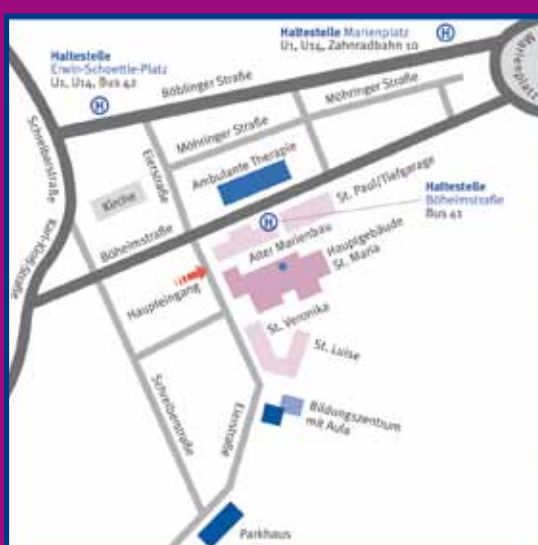 Haltestelle Marienplatz
U1, U14, Zahnradbahn 10
Marienplatz
Haltestelle
Erwin-Schoettle-Platz
U1, U14, Bus 42
Böblinger Straße
Möhringer Straße
Möhringer Straße
Schreiberstraße
Eierstraße
Ambulante Therapie
St. Paul/Tiefgarage
Haltestelle
Böheimstraße
Bus 41
Kirche
Böheimstraße
Karl-Kloß-Straße
Alter Marienbau
Hauptgebäude
St. Maria
Haupteingang
St. Veronika
St. Luise
Schreiberstraße
Eierstraße
Bildungszentrum
mit Aula
Parkhaus
H
H
H